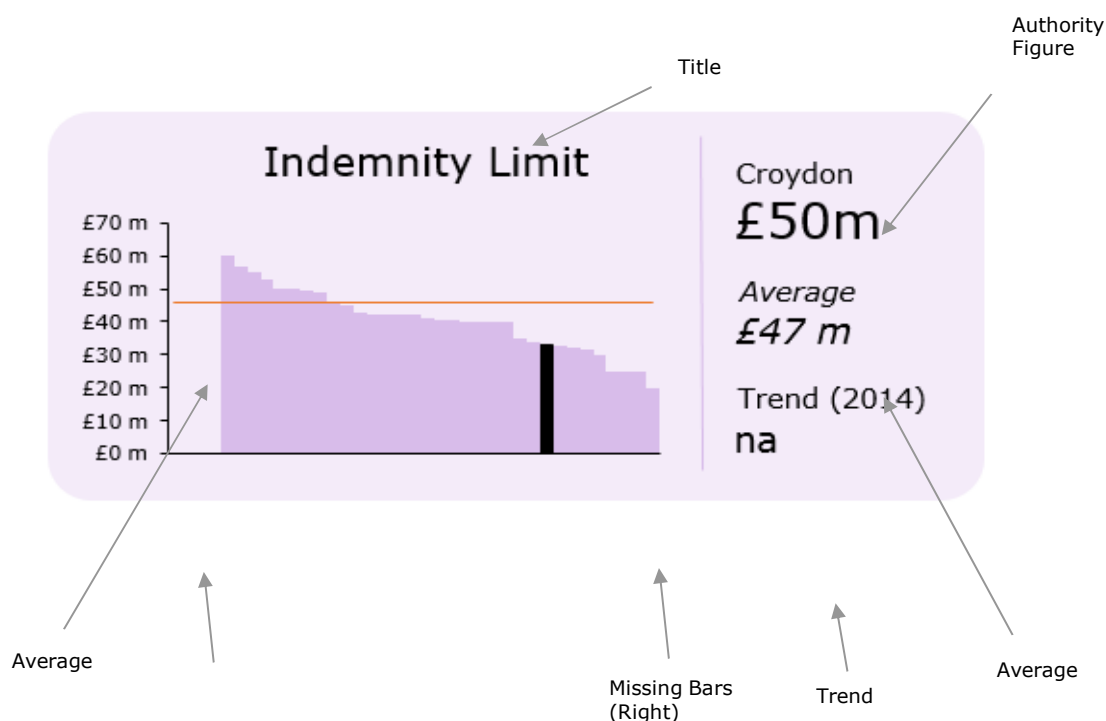 Authority
Figure
Title
Indemnity Limit
Croydon
£50m
£70 m
£60 m
£50 m
£40 m
£30 m
£20 m
£10 m
£0 m
Average
£47 m
Trend (2014)
na
Average
Missing Bars
(Right)
Trend
Average